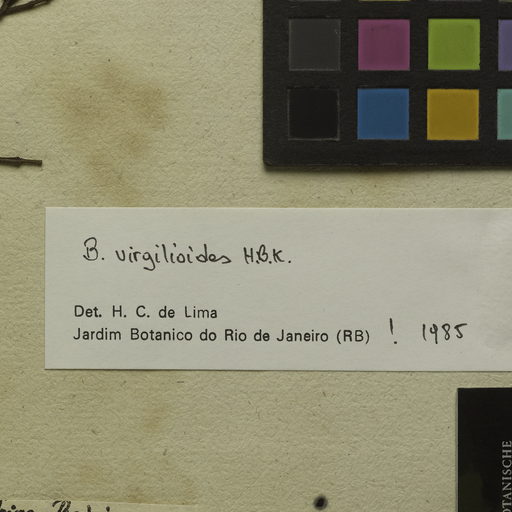 B. virgilioides H.B.K.
Det. H. C. de Lima
Jardim Botanico do Rio de Janeiro (RB) ! 1985